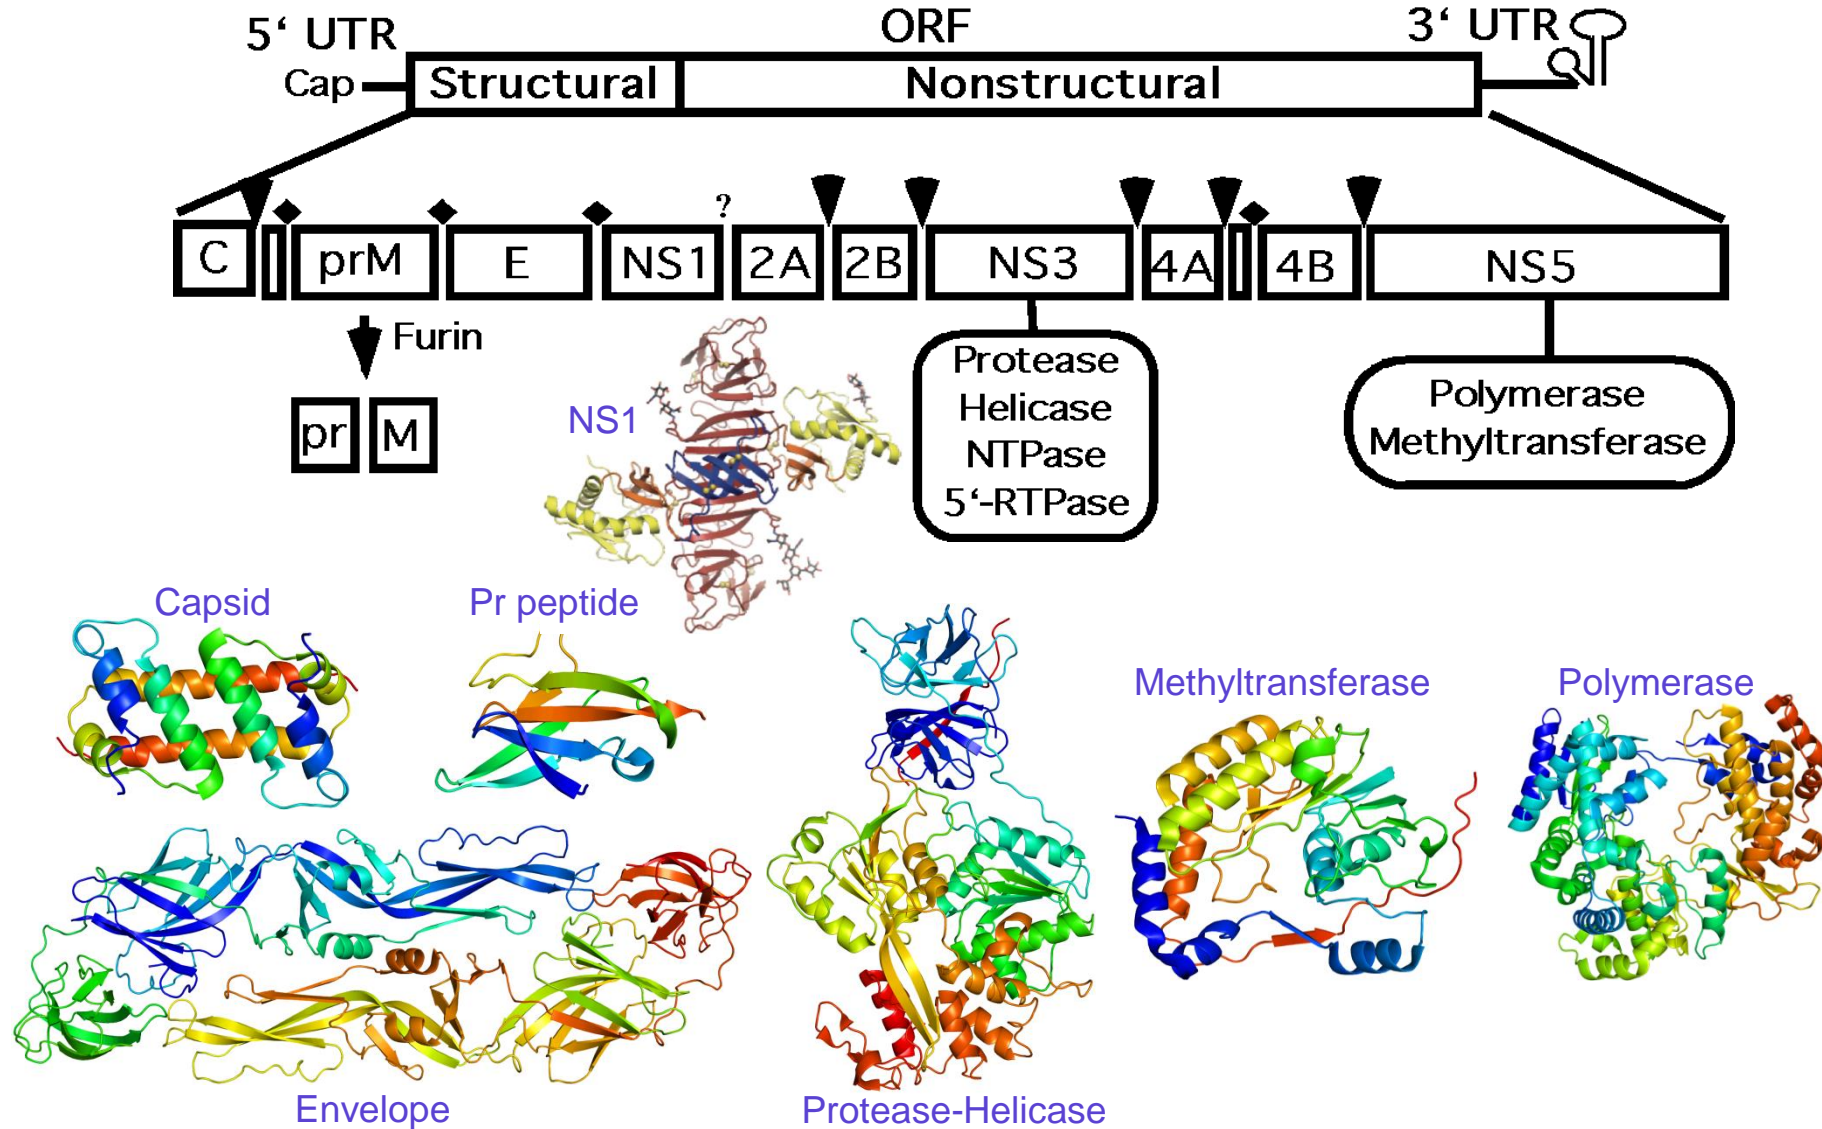 5‘ UTR
ORF
3‘ UTR
Cap
Structural
Nonstructural
?
C
prM
E
NS1
2A
2B
NS3
4A
4B
NS5
Furin
pr
M
NS1
Protease
Helicase
NTPase
5‘-RTPase
Polymerase
Methyltransferase
Capsid
Pr peptide
Methyltransferase
Polymerase
Envelope
Protease-Helicase